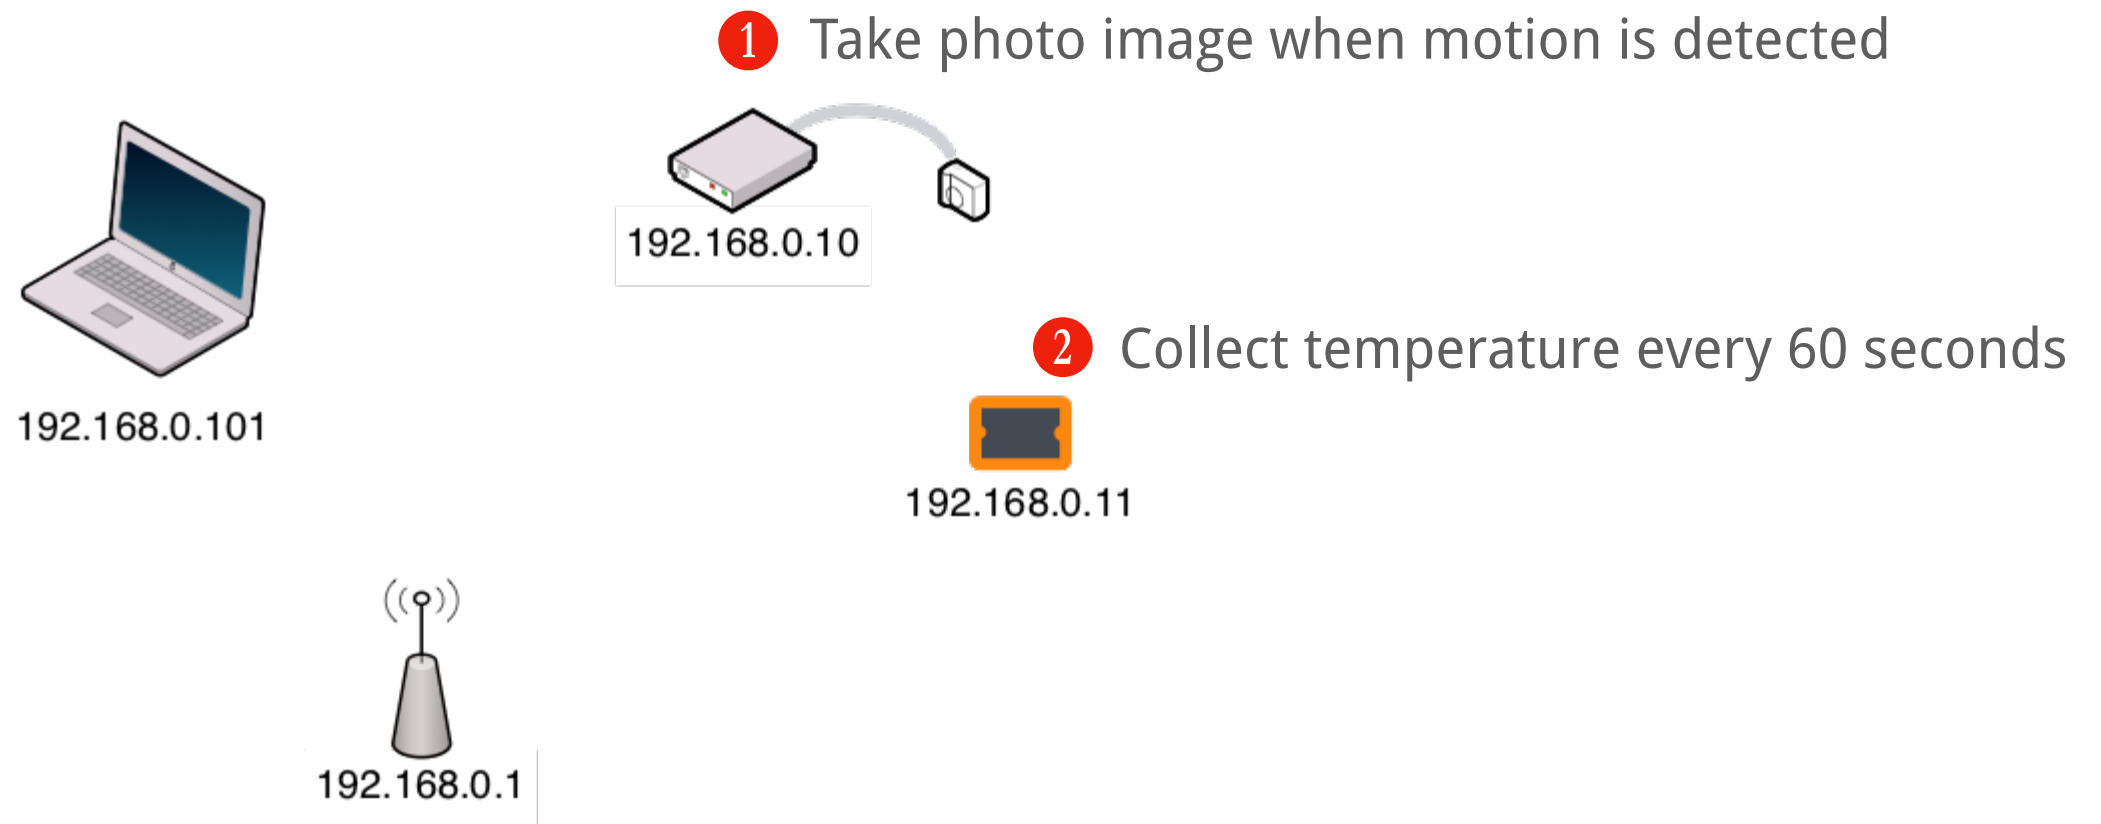 1 Take photo image when motion is detected
192.168.0.10
2 Collect temperature every 60 seconds
192.168.0.101
192.168.0.11
192.168.0.1